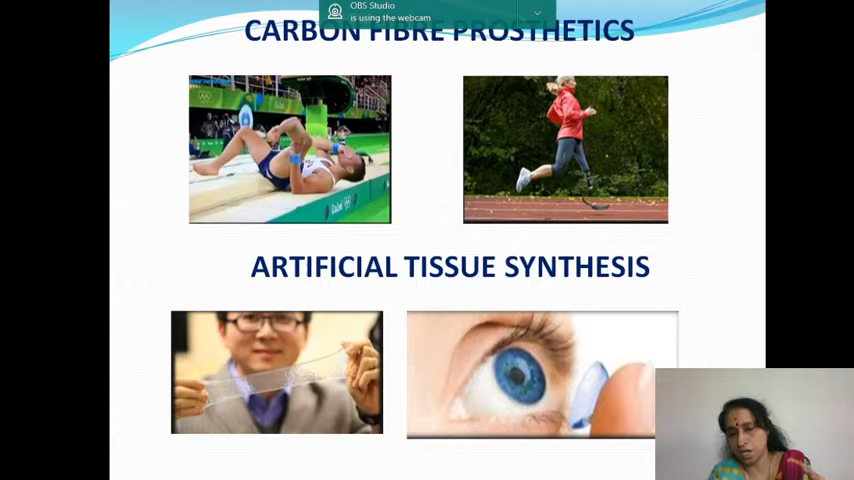 OBS Studio
is using the webcam
CARBON FIBRE PROSTHETICS
ARTIFICIAL TISSUE SYNTHESIS